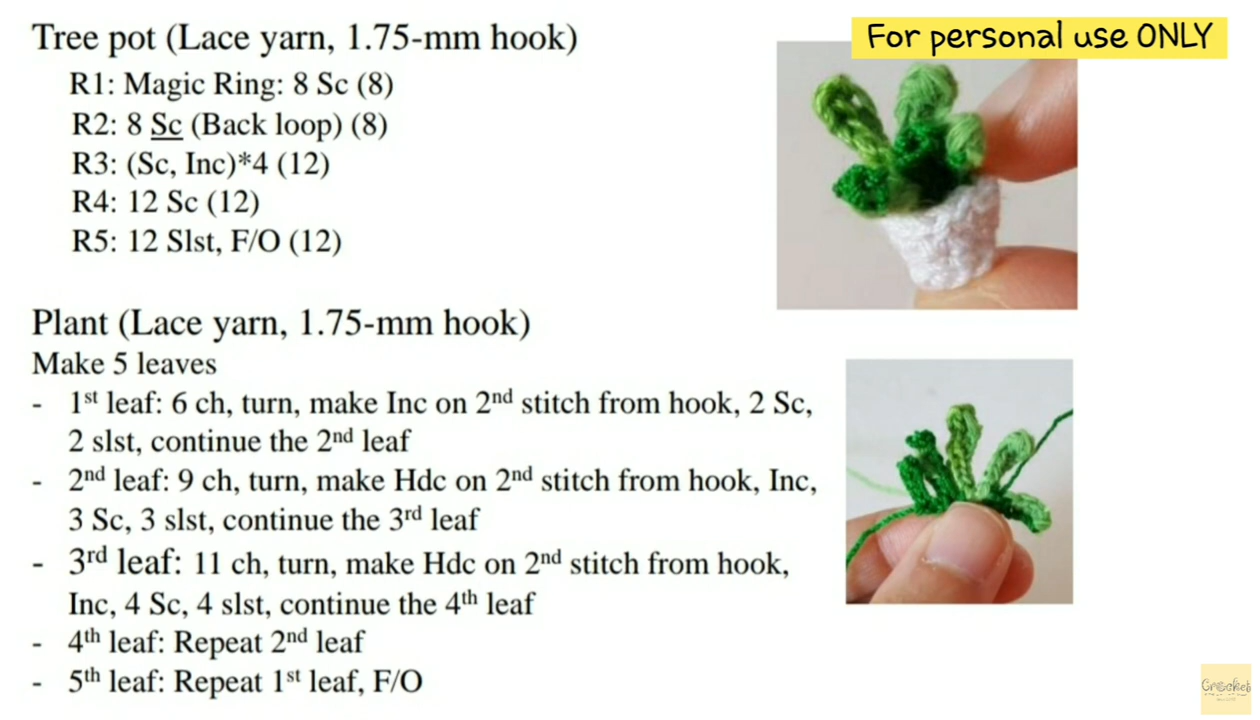 Tree pot (Lace yarn, 1.75-mm hook)
For personal use ONLY
R1: Magic Ring: 8 Sc (8)
R2: 8 Sc (Back loop) (8)
R3: (Sc, Inc)*4 (12)
R4: 12 Sc (12)
R5: 12 Slst, F/O (12)
Plant (Lace yarn, 1.75-mm hook)
Make 5 leaves
- 1st leaf: 6 ch, turn, make Inc on 2nd stitch from hook, 2 Sc,
2 slst, continue the 2nd leaf
- 2nd leaf: 9 ch, turn, make Hdc on 2nd stitch from hook, Inc,
3 Sc, 3 slst, continue the 3rd leaf
- 3rd leaf: 11 ch, turn, make Hdc on 2nd stitch from hook,
Inc, 4 Sc, 4 slst, continue the 4th leaf
- 4th leaf: Repeat 2nd leaf
- 5th leaf: Repeat 1st leaf, F/O
Crochet